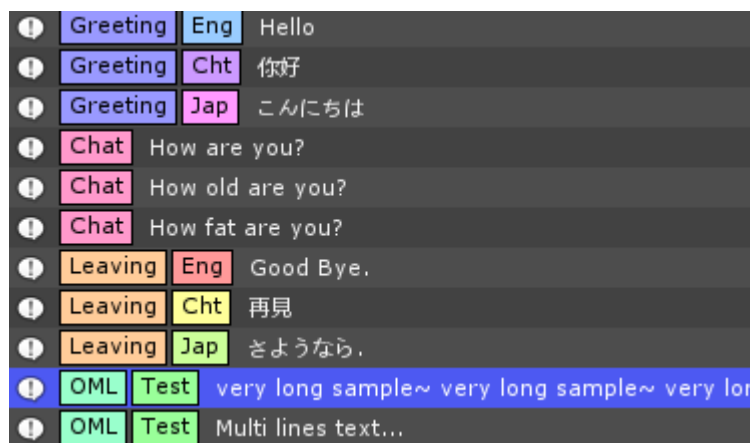 Greeting Eng Hello
Greeting Cht 你好
Greeting Jap こんにちは
Chat How are you?
Chat How old are you?
Chat How fat are you?
Leaving Eng Good Bye.
Leaving Cht 再見
Leaving Jap さようなら.
OML Test very long sample~ very long sample~ very lon
OML Test Multi lines text...